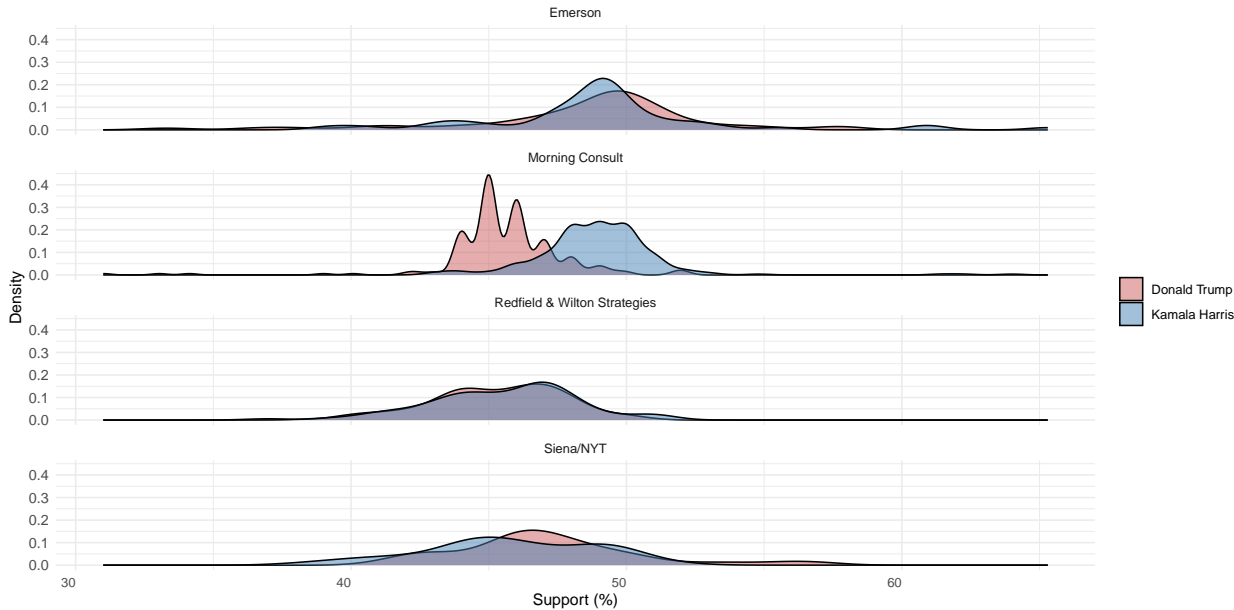 Emerson
0.4
0.3
0.2
0.1
0.0
Morning Consult
0.4
0.3
0.2
0.1
0.0
Redfield & Wilton Strategies
0.4
0.3
0.2
0.1
0.0
Siena/NYT
0.4
0.3
0.2
0.1
0.0
30 40 50 60
Support (%)
Density
Donald Trump
Kamala Harris